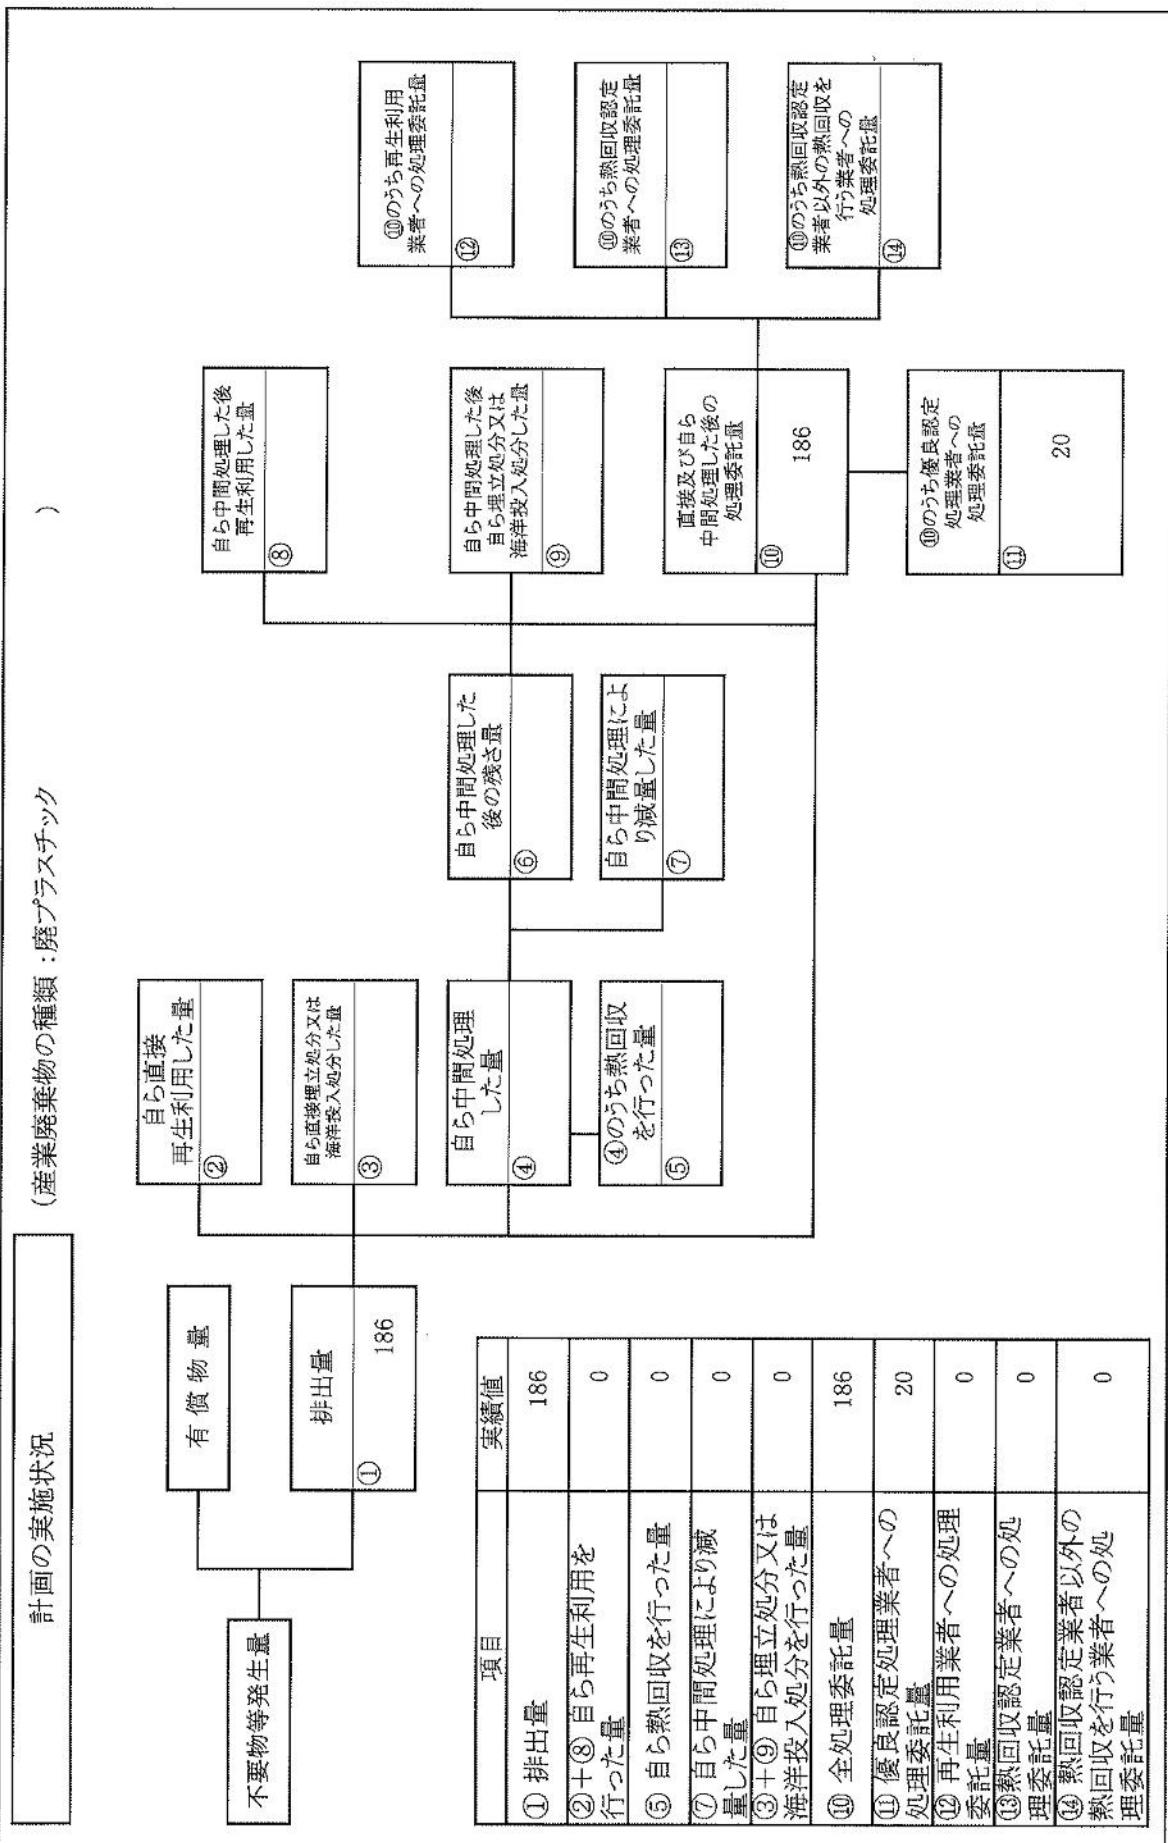 計画の実施状況
(産業廃棄物の種類：廃プラスチック　　　　　　)
不要物等発生量
有償物量
排出量
① 186
自ら直接
再生利用した量
②
自ら直接埋立処分又は
海洋投入処分した量
③
自ら中間処理
した量
④
④のうち熱回収
を行った量
⑤
自ら中間処理した
後の残さ量
⑥
自ら中間処理によ
り減量した量
⑦
自ら中間処理した後
再生利用した量
⑧
自ら中間処理した後
自ら埋立処分又は
海洋投入処分した量
⑨
直接及び自ら
中間処理した後の
処理委託量
⑩ 186
⑩のうち優良認定
処理業者への
処理委託量
⑪ 20
⑩のうち再生利用
業者への処理委託量
⑫
⑩のうち熱回収認定
業者への処理委託量
⑬
⑩のうち熱回収認定
業者以外の熱回収を
行う業者への
処理委託量
⑭
項目 実績値
① 排出量 186
②＋⑧ 自ら再生利用を
行った量 0
⑤ 自ら熱回収を行った量 0
⑦ 自ら中間処理により減
量した量 0
③＋⑨ 自ら埋立処分又は
海洋投入処分を行った量 0
⑩ 全処理委託量 186
⑪ 優良認定処理業者への
処理委託量 20
⑫ 再生利用業者への処理
委託量 0
⑬熱回収認定業者への処
理委託量 0
⑭ 熱回収認定業者以外の
熱回収を行う業者への処
理委託量 0